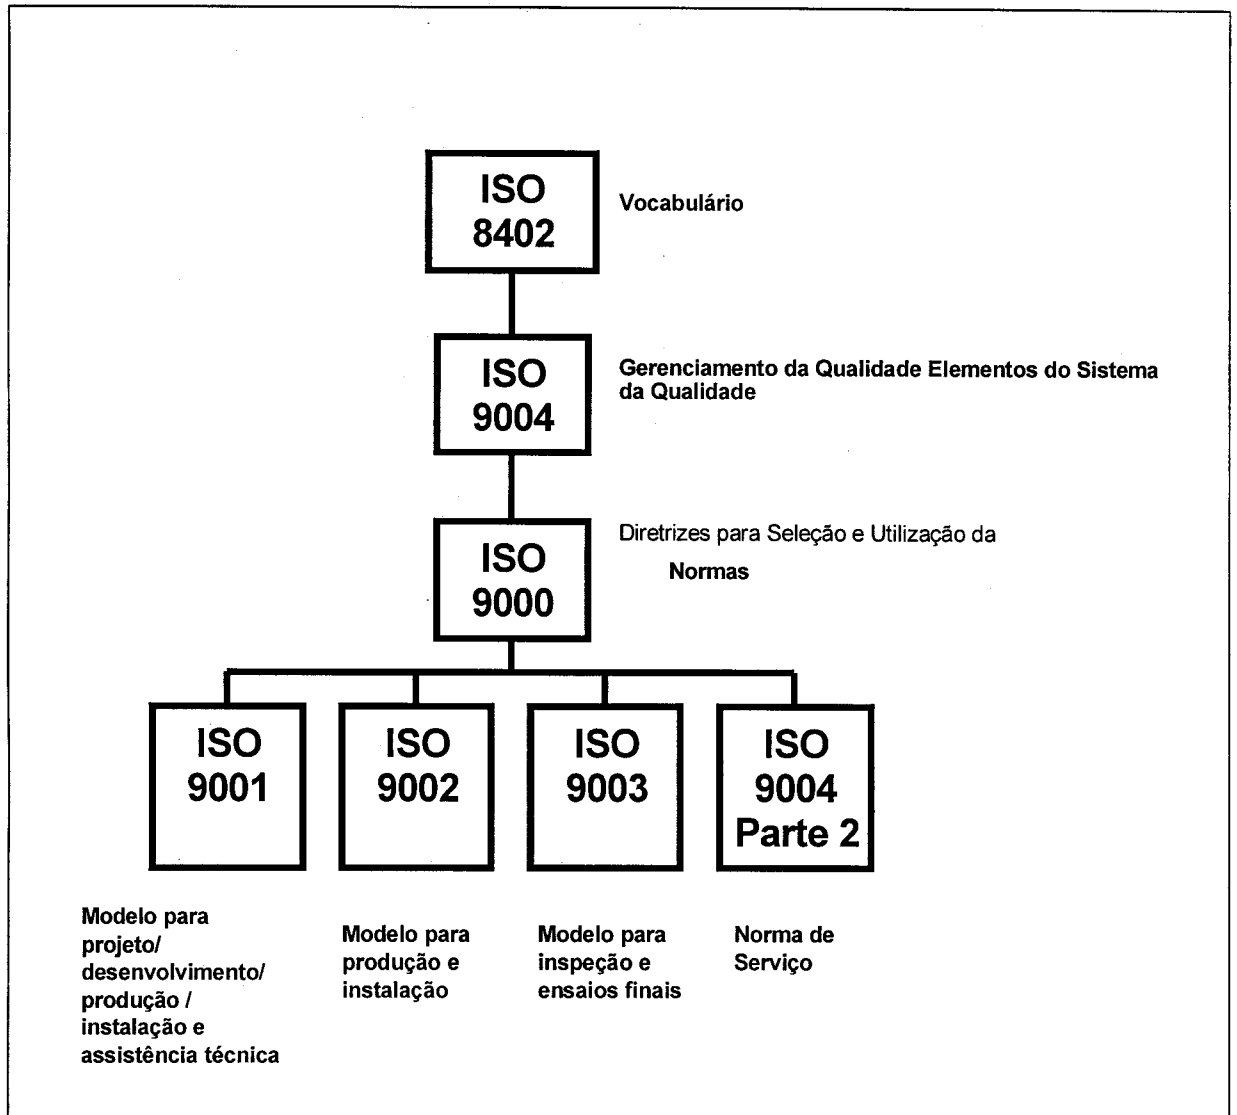 ISO
8402
Vocabulário
ISO
9004
Gerenciamento da Qualidade Elementos do Sistema
da Qualidade
ISO
9000
Diretrizes para Seleção e Utilização da
Normas
ISO
9001
ISO
9002
ISO
9003
ISO
9004
Parte 2
Modelo para
projeto/
desenvolvimento/
produção /
instalação e
assistência técnica
Modelo para
produção e
instalação
Modelo para
inspeção e
ensaios finais
Norma de
Serviço